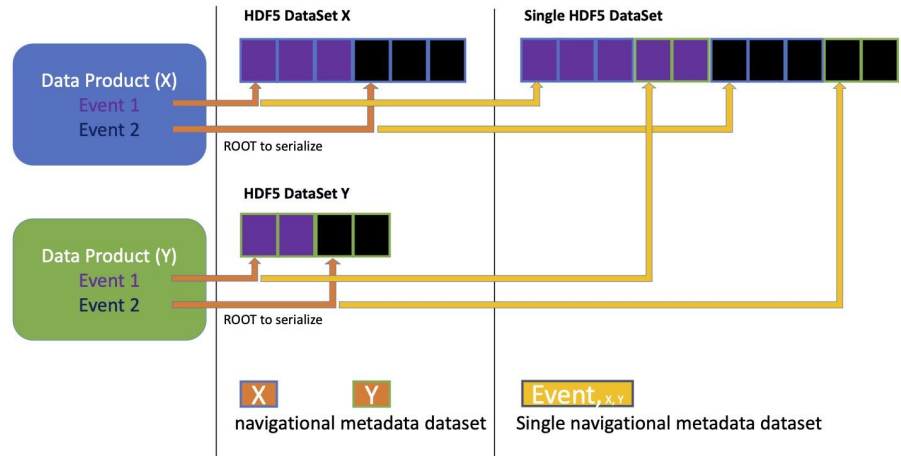 HDF5 DataSet X
Single HDF5 DataSet
Data Product (X)
Event 1
Event 2
ROOT to serialize
HDF5 DataSet Y
Data Product (Y)
Event 1
Event 2
ROOT to serialize
X
Y
Event, X, Y
navigational metadata dataset
Single navigational metadata dataset